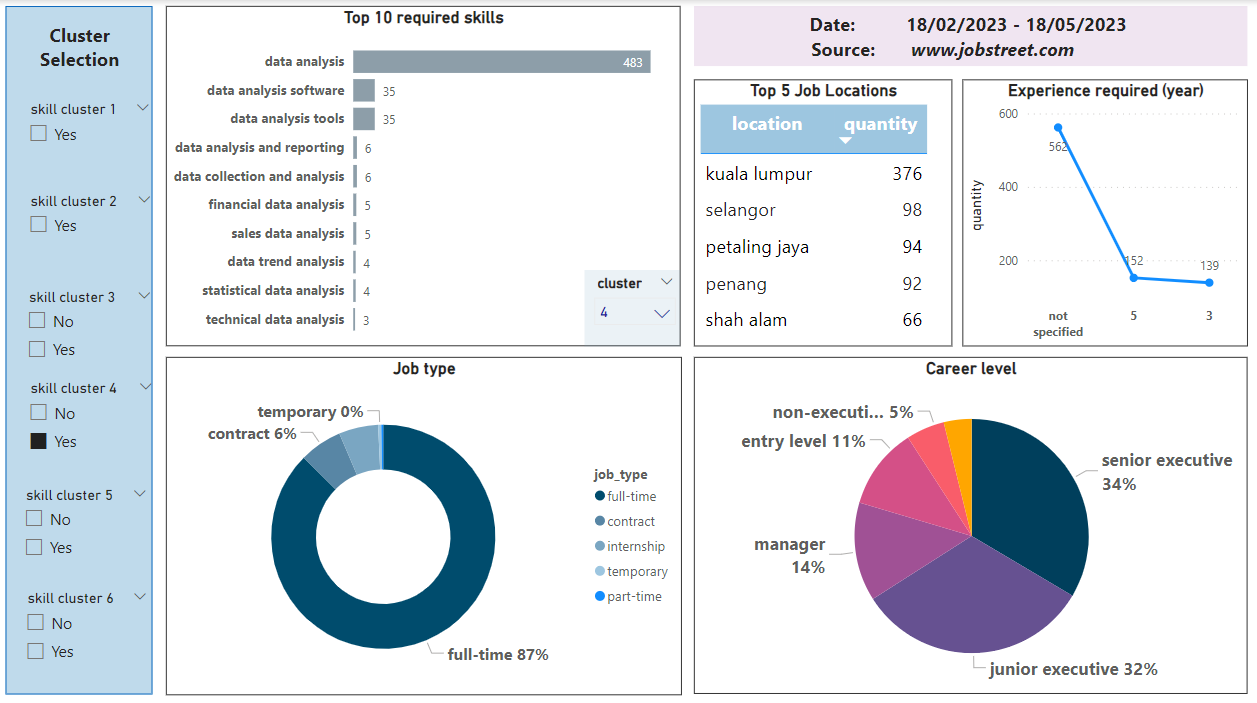 Cluster
Selection
skill cluster 1
Yes
skill cluster 2
Yes
skill cluster 3
No
Yes
skill cluster 4
No
Yes
skill cluster 5
No
Yes
skill cluster 6
No
Yes
Top 10 required skills
data analysis 483
data analysis software 35
data analysis tools 35
data analysis and reporting 6
data collection and analysis 6
financial data analysis 5
sales data analysis 5
data trend analysis 4
statistical data analysis 4
technical data analysis 3
cluster
4
Date: 18/02/2023 - 18/05/2023
Source: www.jobstreet.com
Top 5 Job Locations
location quantity
kuala lumpur 376
selangor 98
petaling jaya 94
penang 92
shah alam 66
Experience required (year)
quantity
600
400
200
562
152
139
not
specified
5
3
Job type
temporary 0%
contract 6%
full-time 87%
job_type
full-time
contract
internship
temporary
part-time
Career level
non-executi... 5%
entry level 11%
manager
14%
senior executive
34%
junior executive 32%